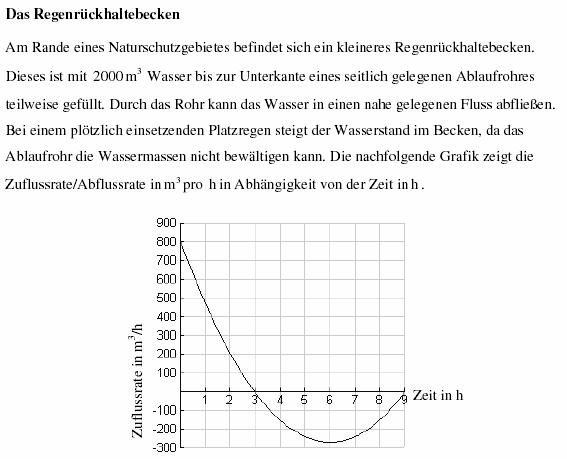 Das Regenrückhaltebecken
Am Rande eines Naturschutzgebietes befindet sich ein kleineres Regenrückhaltebecken.
Dieses ist mit 2000 m³ Wasser bis zur Unterkante eines seitlich gelegenen Ablaufrohres
teilweise gefüllt. Durch das Rohr kann das Wasser in einen nahe gelegenen Fluss abfließen.
Bei einem plötzlich einsetzenden Platzregen steigt der Wasserstand im Becken, da das
Ablaufrohr die Wassermassen nicht bewältigen kann. Die nachfolgende Grafik zeigt die
Zuflussrate/Abflussrate in m³ pro h in Abhängigkeit von der Zeit in h .
900
800
700
600
500
400
300
200
100
1 2 3 4 5 6 7 8 9 Zeit in h
-100
-200
-300
Zuflussrate in m³/h